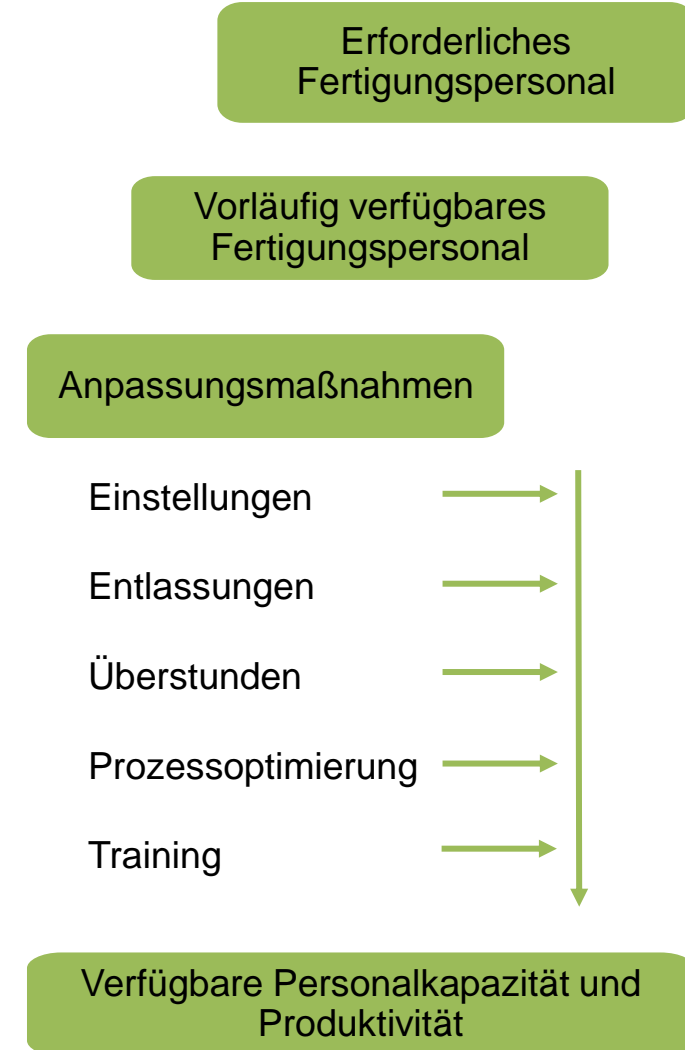 Erforderliches
Fertigungspersonal
Vorläufig verfügbares
Fertigungspersonal
Anpassungsmaßnahmen
Einstellungen
Entlassungen
Überstunden
Prozessoptimierung
Training
Verfügbare Personalkapazität und
Produktivität